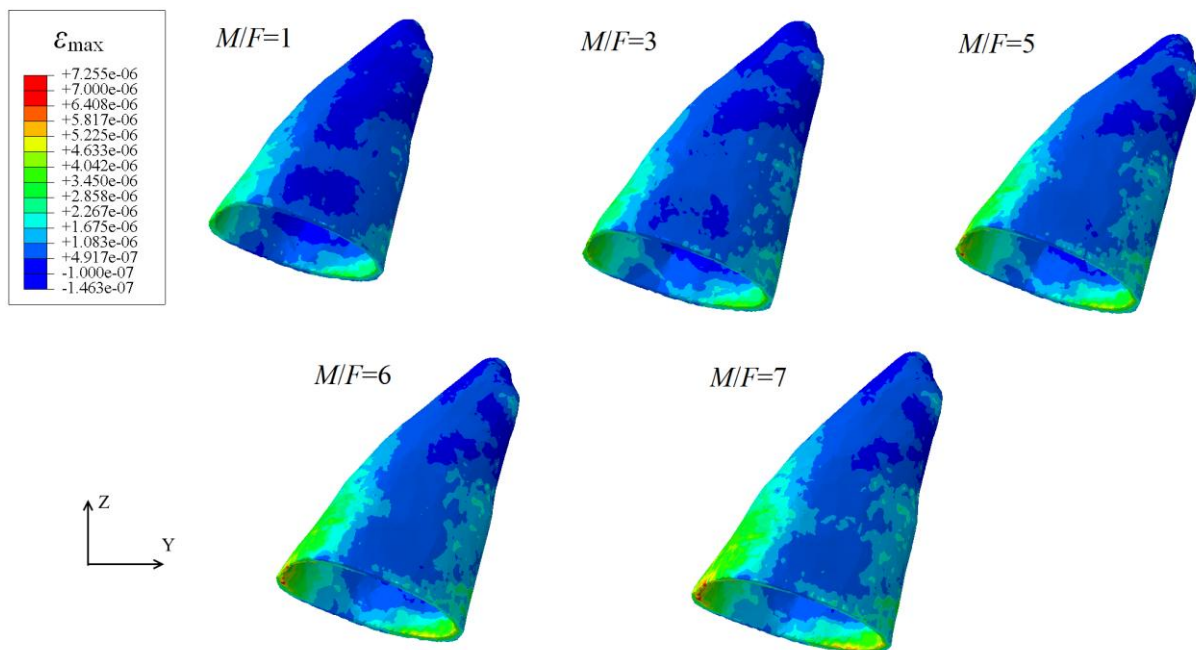 εmax
+7.255e-06
+7.000e-06
+6.408e-06
+5.817e-06
+5.225e-06
+4.633e-06
+4.042e-06
+3.450e-06
+2.858e-06
+2.267e-06
+1.675e-06
+1.083e-06
+4.917e-07
-1.000e-07
-1.463e-07
M/F=1
M/F=3
M/F=5
M/F=6
M/F=7
Z
Y